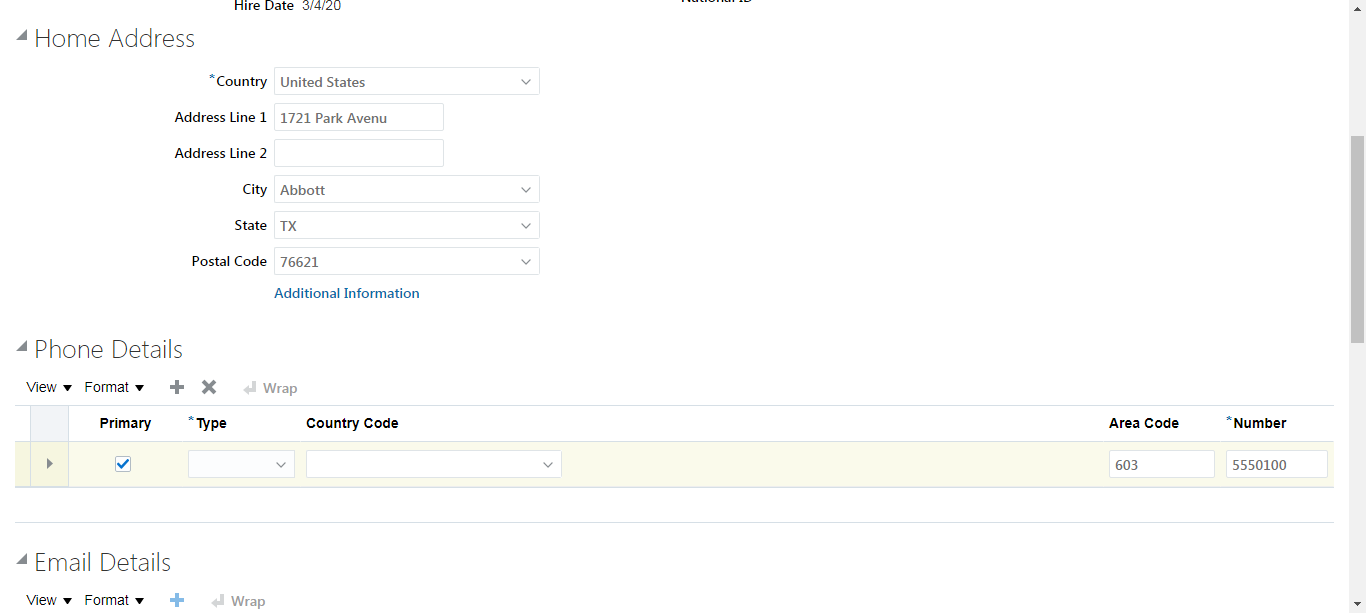 Hire Date 3/4/20
National ID
Home Address
*Country United States
Address Line 1 1721 Park Avenu
Address Line 2
City Abbott
State TX
Postal Code 76621
Additional Information
Phone Details
View Format Wrap
Primary *Type Country Code Area Code *Number
603 5550100
Email Details
View Format Wrap